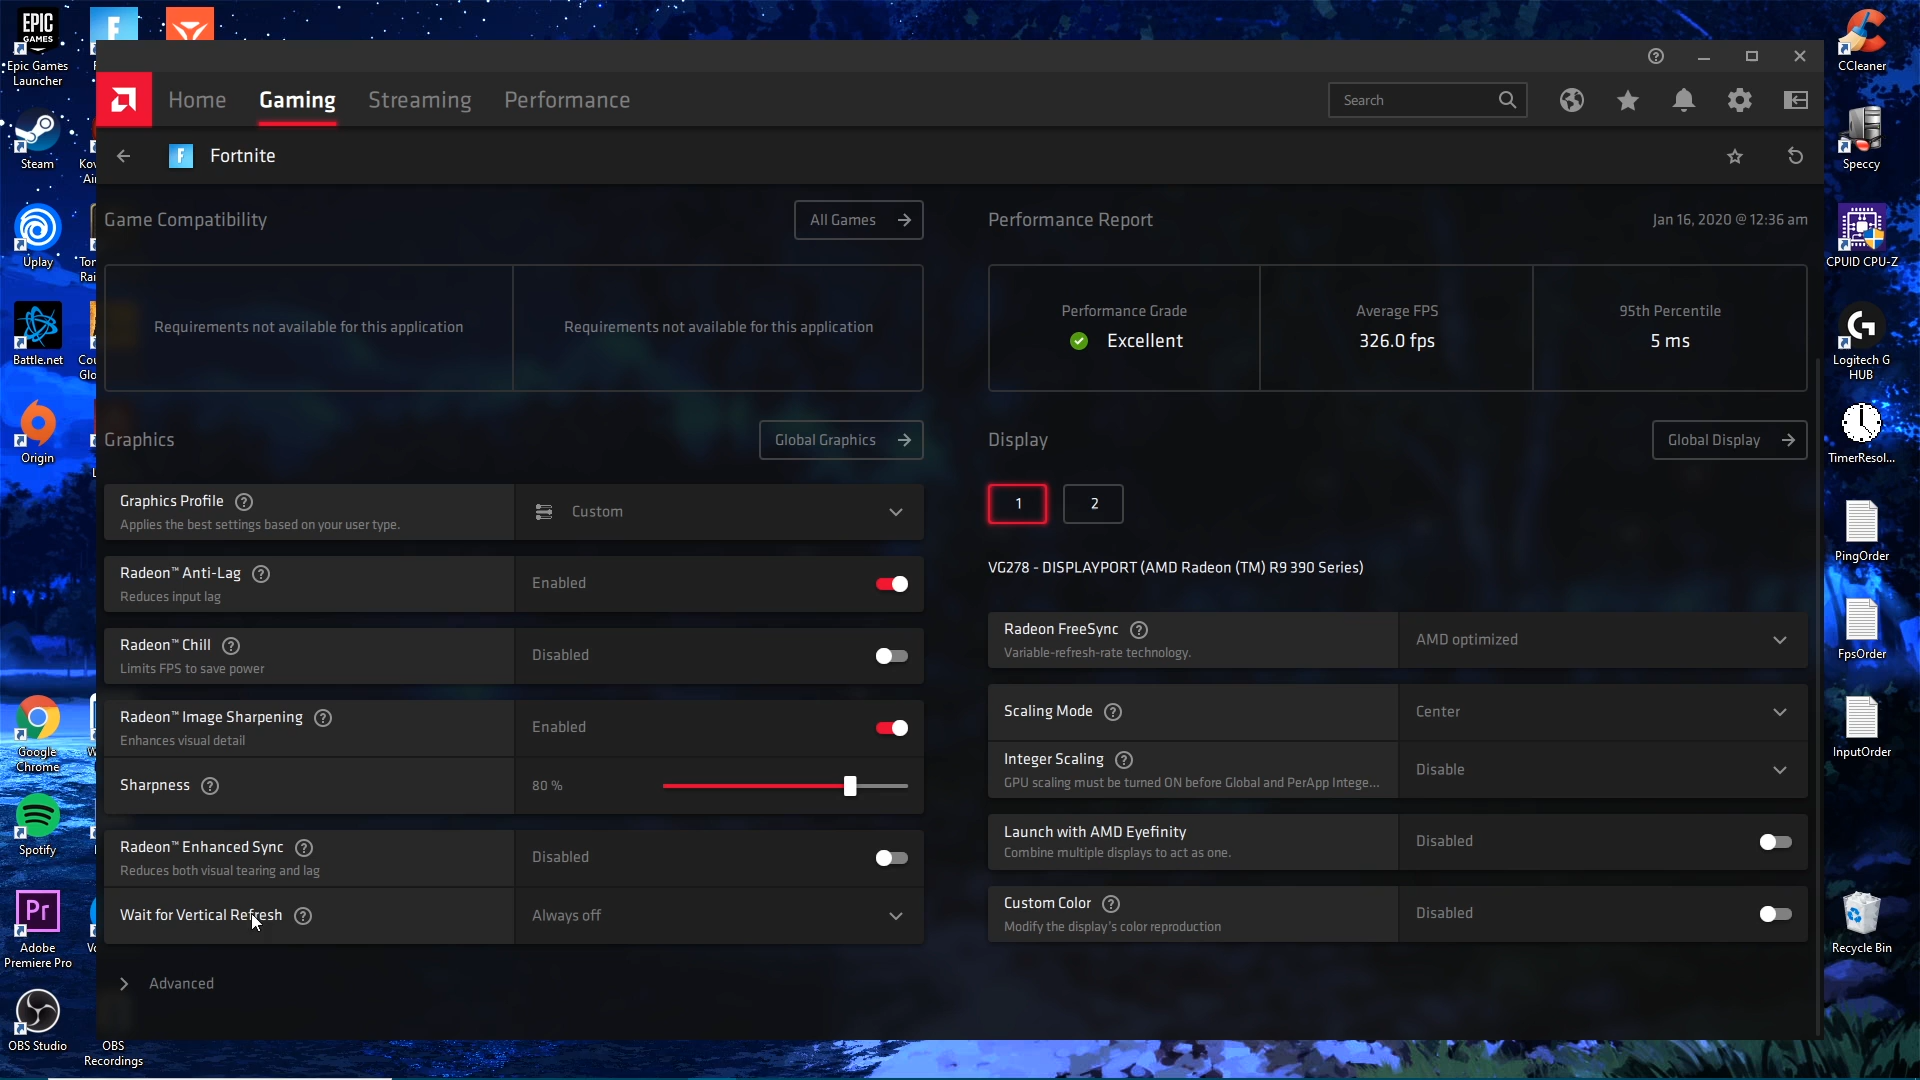 EPIC
GAMES
Epic Games
Launcher
Steam
Uplay
Battle.net
Origin
Google
Chrome
Spotify
Pr
Adobe
Premiere Pro
OBS Studio
OBS
Recordings
Home
Gaming
Streaming
Performance
Search
Fortnite
Game Compatibility
All Games
Requirements not available for this application
Requirements not available for this application
Performance Report
Jan 16, 2020 @ 12:36 am
Performance Grade
Excellent
Average FPS
326.0 fps
95th Percentile
5 ms
Graphics
Global Graphics
Graphics Profile
Applies the best settings based on your user type.
Custom
Radeon™ Anti-Lag
Reduces input lag
Enabled
Radeon™ Chill
Limits FPS to save power
Disabled
Radeon™ Image Sharpening
Enhances visual detail
Enabled
Sharpness
80 %
Radeon™ Enhanced Sync
Reduces both visual tearing and lag
Disabled
Wait for Vertical Refresh
Always off
Advanced
Display
Global Display
1
2
VG278 - DISPLAYPORT (AMD Radeon (TM) R9 390 Series)
Radeon FreeSync
Variable-refresh-rate technology.
AMD optimized
Scaling Mode
Center
Integer Scaling
GPU scaling must be turned ON before Global and PerApp Intege...
Disable
Launch with AMD Eyefinity
Combine multiple displays to act as one.
Disabled
Custom Color
Modify the display's color reproduction
Disabled
CCleaner
Speccy
CPUID CPU-Z
Logitech G
HUB
TimerResol...
PingOrder
FpsOrder
InputOrder
Recycle Bin